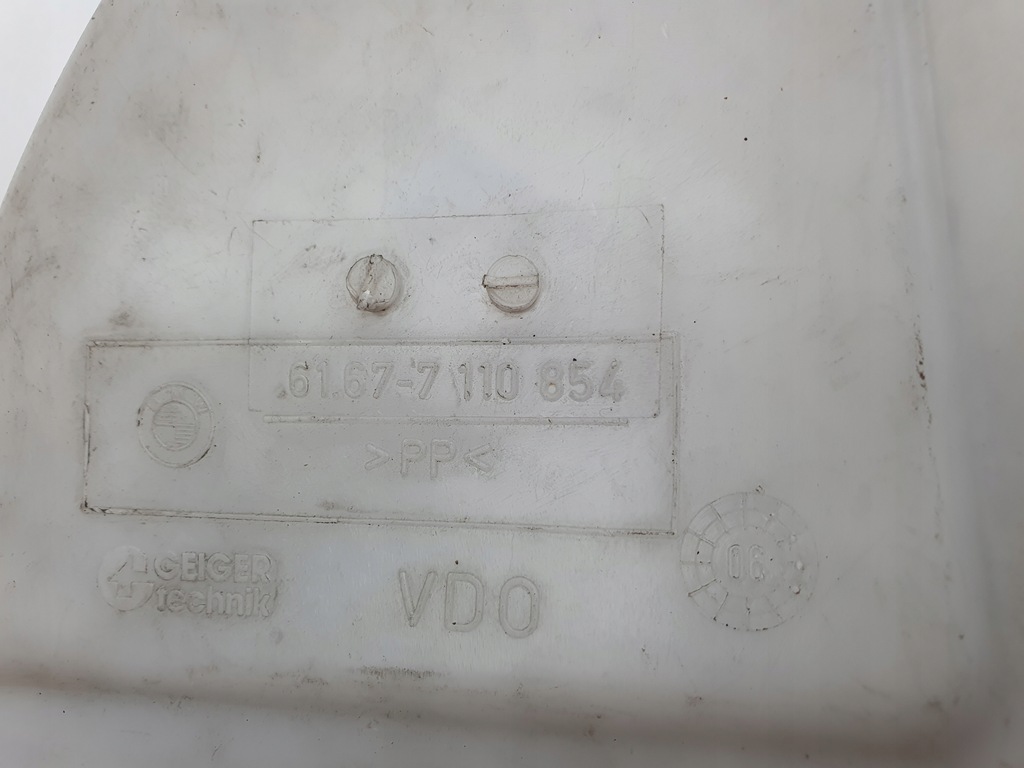 61.67-7 110 854
>PP<
GEIGER
technik
VDO
06